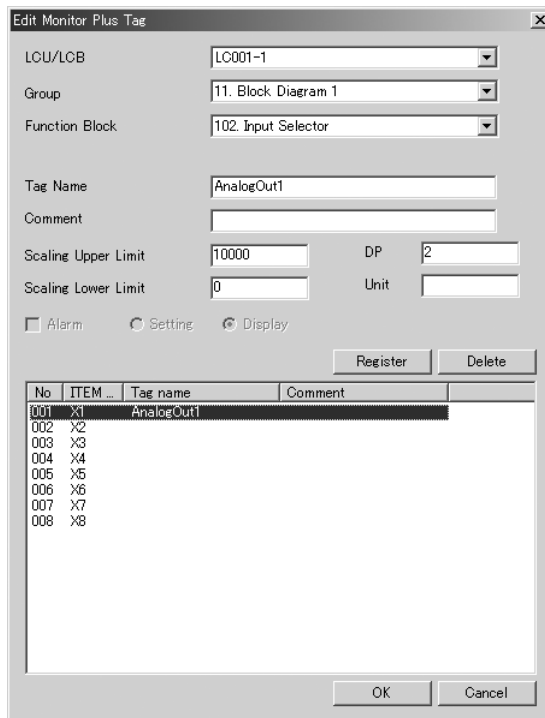 Edit Monitor Plus Tag
LCU/LCB LC001-1
Group 11. Block Diagram 1
Function Block 102. Input Selector
Tag Name AnalogOut1
Comment
Scaling Upper Limit 10000 DP 2
Scaling Lower Limit 0 Unit
Alarm Setting Display
Register Delete
No ITEM ... Tag name Comment
001 X1 AnalogOut1
002 X2
003 X3
004 X4
005 X5
006 X6
007 X7
008 X8
OK Cancel